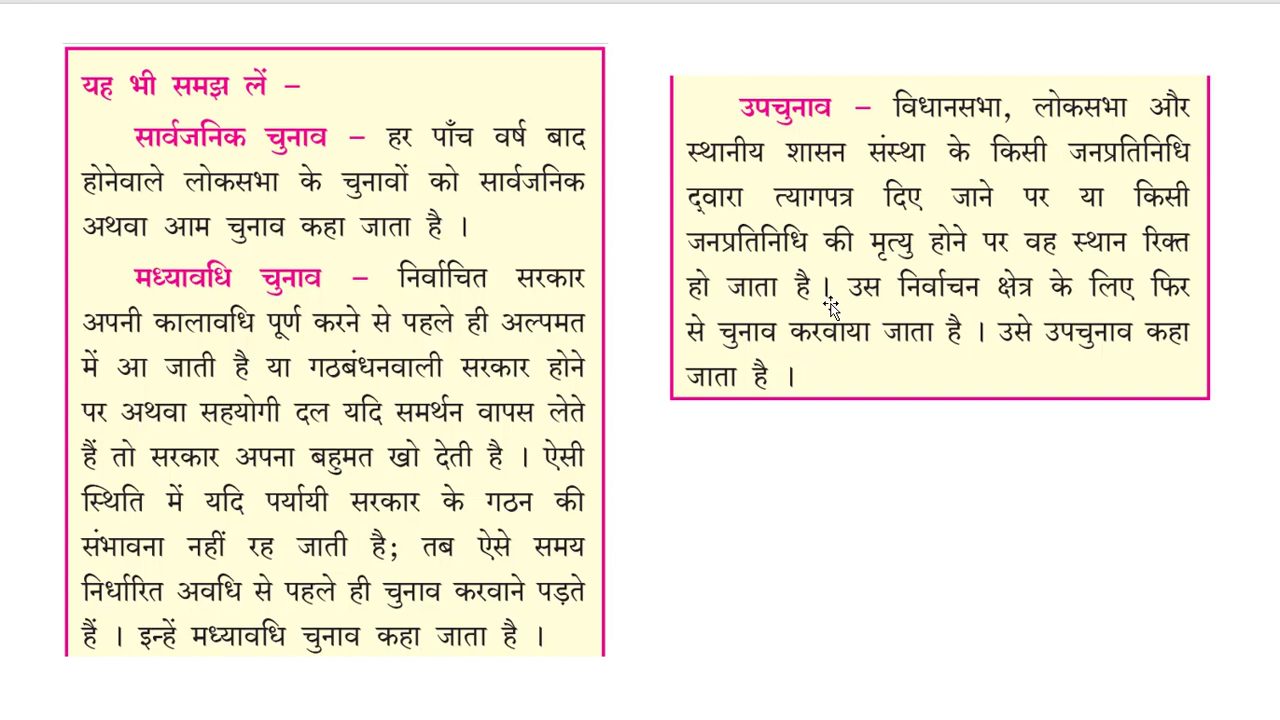 यह भी समझ लें –
सार्वजनिक चुनाव – हर पाँच वर्ष बाद
होनेवाले लोकसभा के चुनावों को सार्वजनिक
अथवा आम चुनाव कहा जाता है ।
मध्यावधि चुनाव – निर्वाचित सरकार
अपनी कालावधि पूर्ण करने से पहले ही अल्पमत
में आ जाती है या गठबंधनवाली सरकार होने
पर अथवा सहयोगी दल यदि समर्थन वापस लेते
हैं तो सरकार अपना बहुमत खो देती है । ऐसी
स्थिति में यदि पर्यायी सरकार के गठन की
संभावना नहीं रह जाती है; तब ऐसे समय
निर्धारित अवधि से पहले ही चुनाव करवाने पड़ते
हैं । इन्हें मध्यावधि चुनाव कहा जाता है ।
उपचुनाव – विधानसभा, लोकसभा और
स्थानीय शासन संस्था के किसी जनप्रतिनिधि
द्‌वारा त्यागपत्र दिए जाने पर या किसी
जनप्रतिनिधि की मृत्यु होने पर वह स्थान रिक्त
हो जाता है । उस निर्वाचन क्षेत्र के लिए फिर
से चुनाव करवाया जाता है । उसे उपचुनाव कहा
जाता है ।